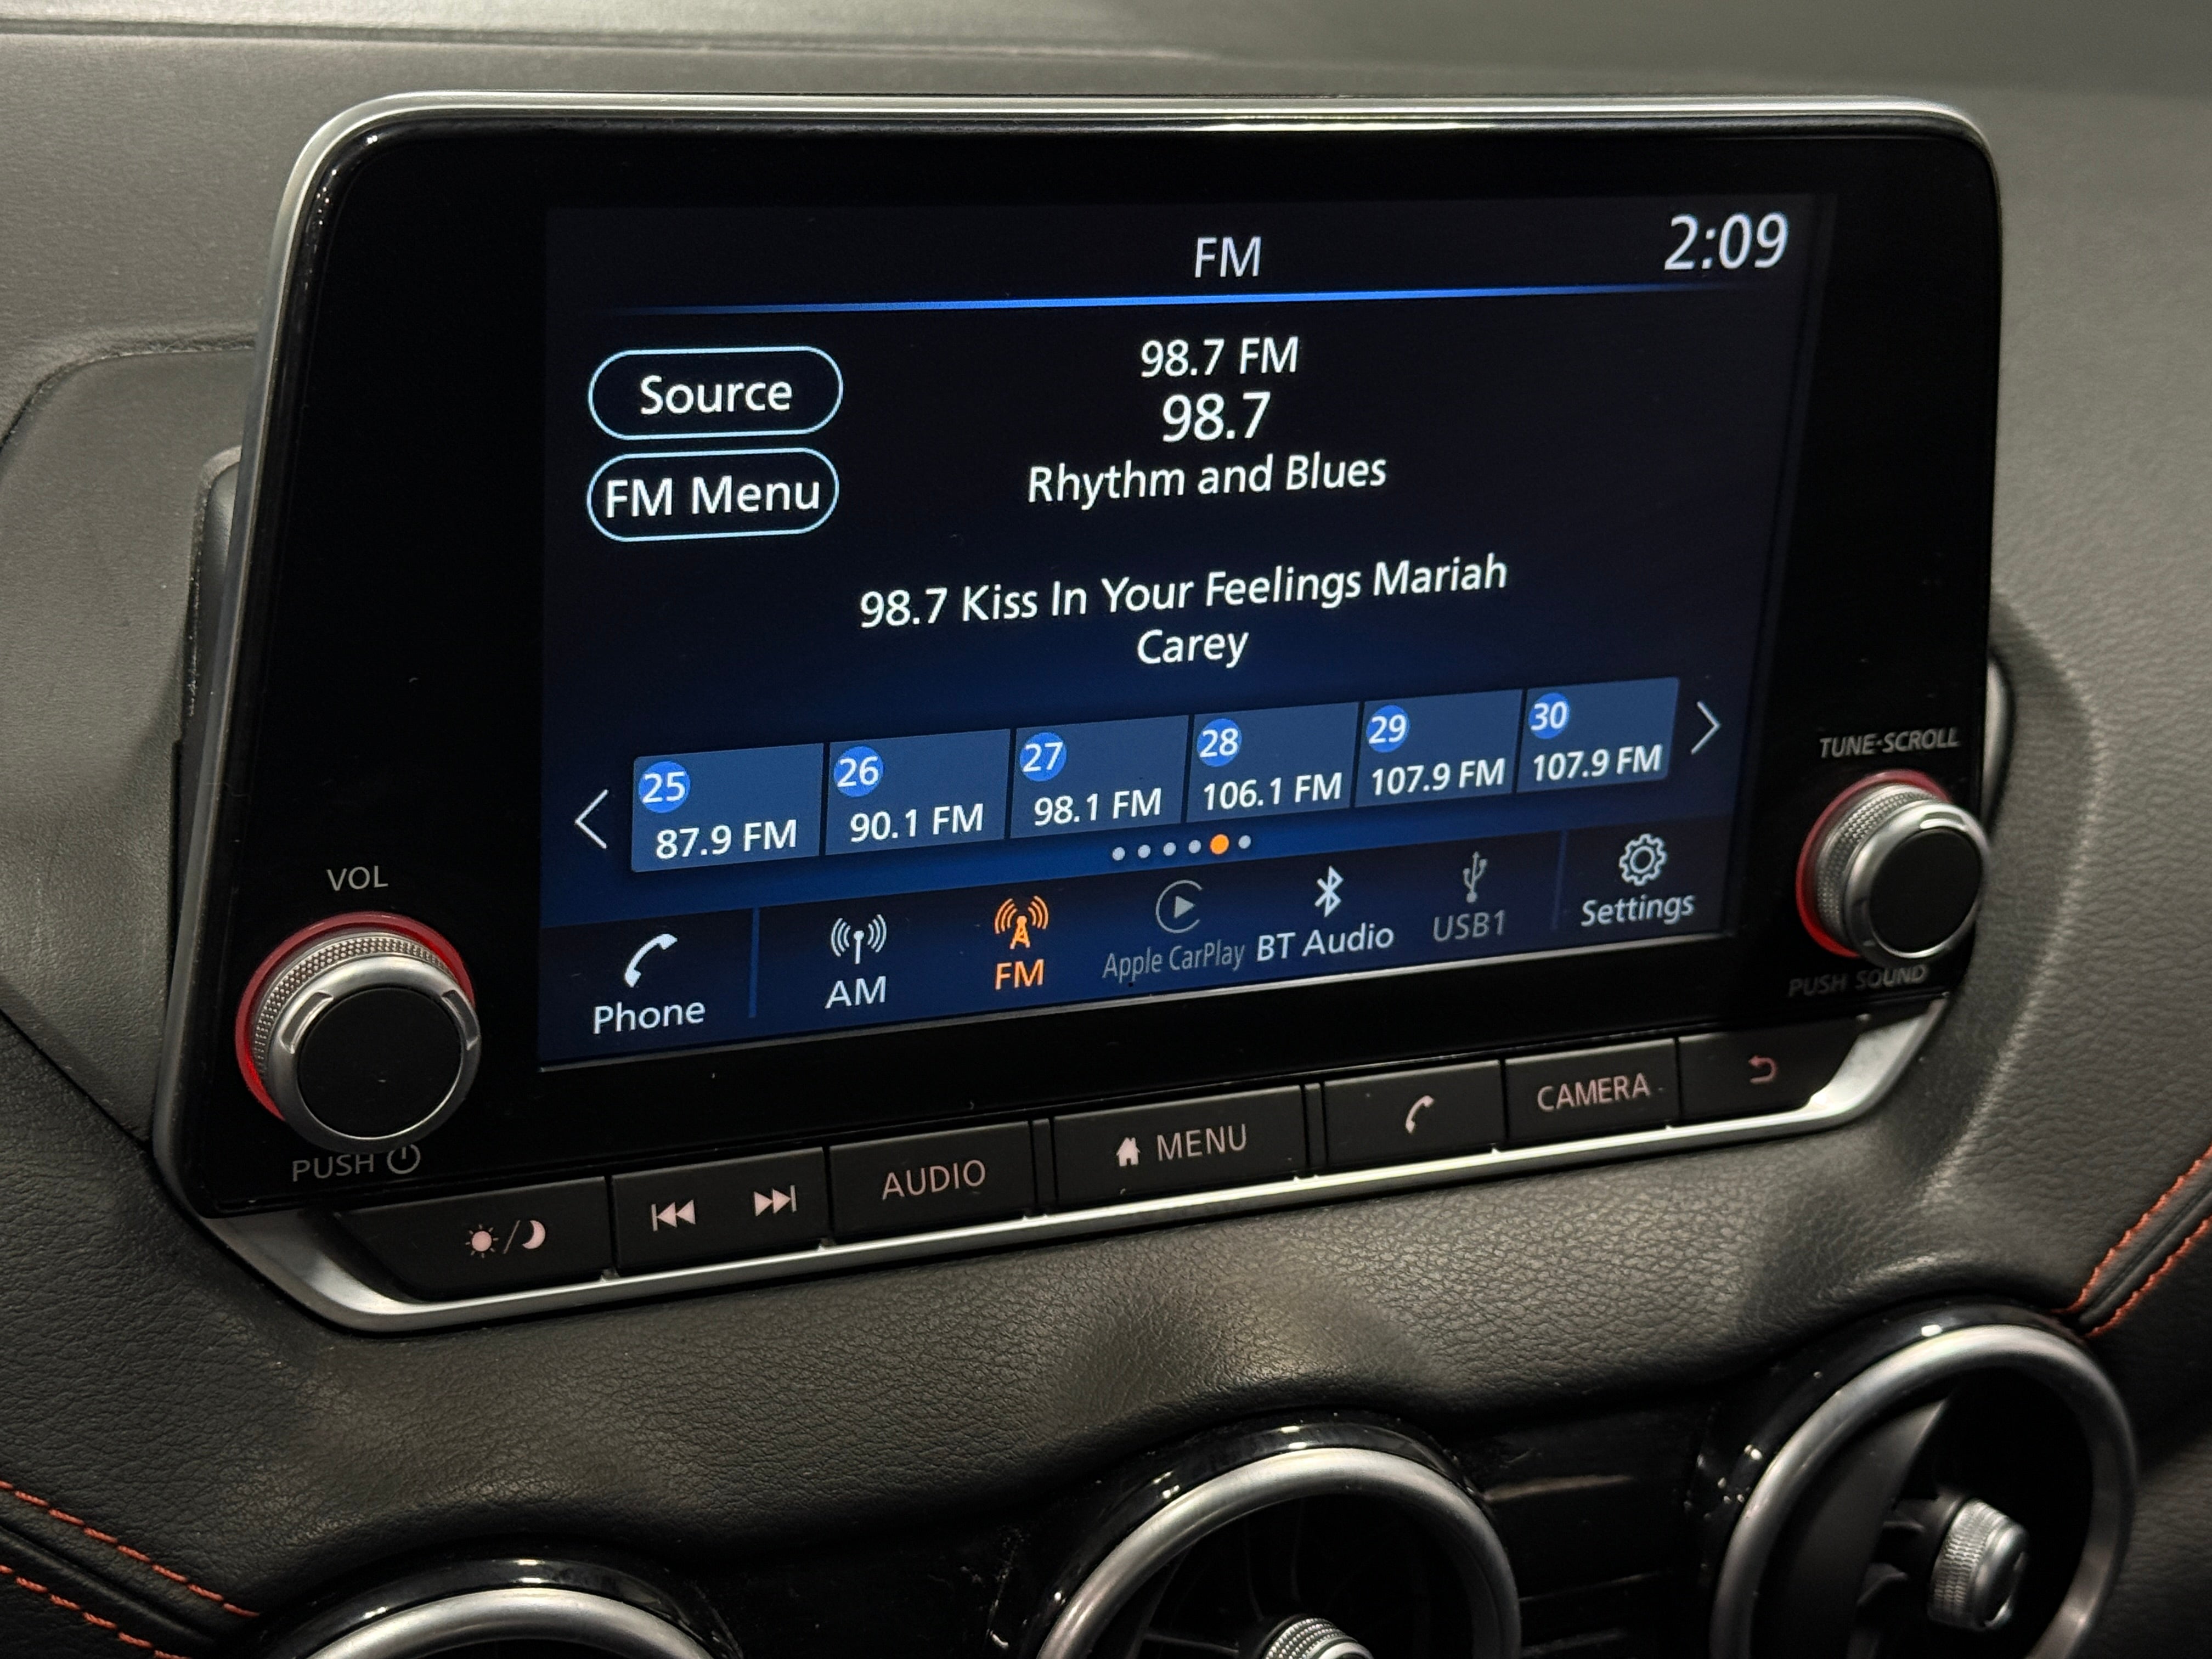 FM
2:09
Source
98.7 FM
98.7
FM Menu
Rhythm and Blues
98.7 Kiss In Your Feelings Mariah
Carey
25
87.9 FM
26
90.1 FM
27
98.1 FM
28
106.1 FM
29
107.9 FM
30
107.9 FM
Phone
AM
FM
Apple CarPlay
BT Audio
USB1
Settings
VOL
PUSH
TUNE·SCROLL
PUSH SOUND
AUDIO
MENU
CAMERA